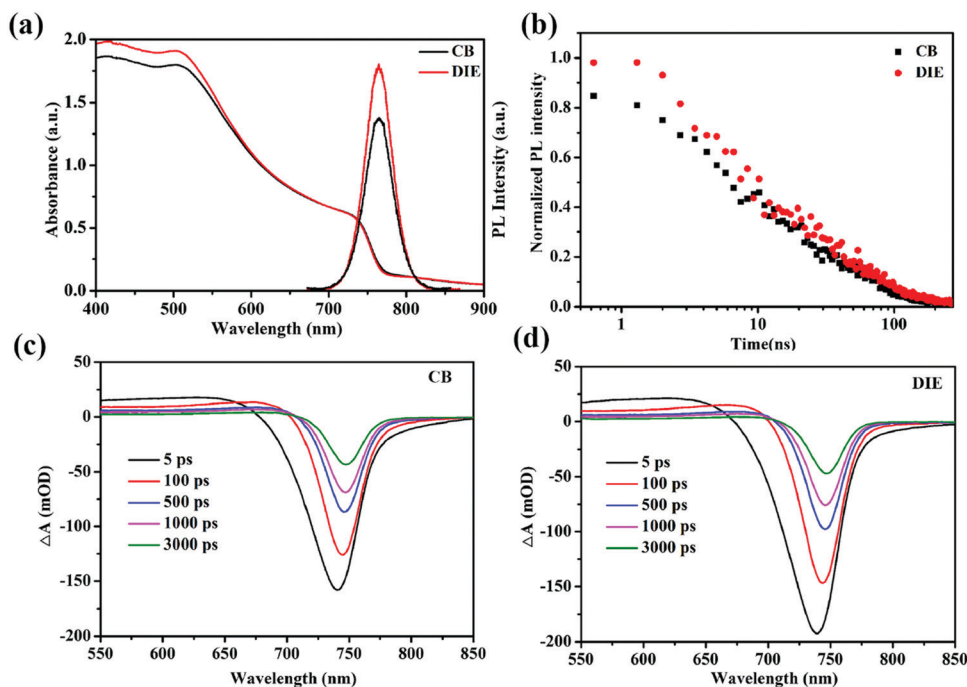 (a)
CB
DIE
Absorbance (a.u.)
PL Intensity (a.u.)
2.0
1.5
1.0
0.5
0.0
400 500 600 700 800 900
Wavelength (nm)
(b)
CB
DIE
Normalized PL intensity
1.0
0.8
0.6
0.4
0.2
0.0
1 10 100
Time(ns)
(c)
CB
5 ps
100 ps
500 ps
1000 ps
3000 ps
△A (mOD)
50
25
0
-50
-100
-150
-200
550 600 650 700 750 800 850
Wavelength (nm)
(d)
DIE
5 ps
100 ps
500 ps
1000 ps
3000 ps
△A (mOD)
50
25
0
-50
-100
-150
-200
550 600 650 700 750 800 850
Wavelength (nm)